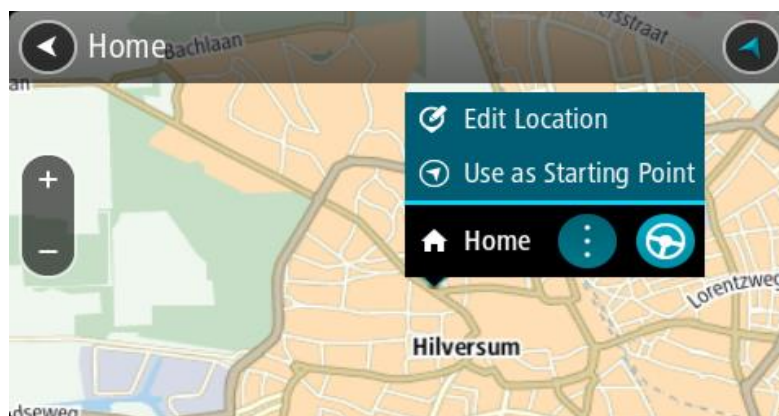 Home
Bachlaan
Edit Location
Use as Starting Point
+
Home
–
Lorentzweg
Hilversum